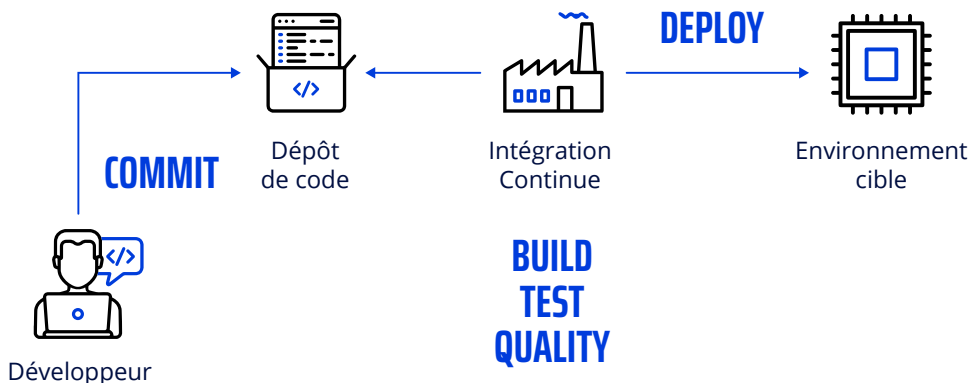 DEPLOY
</>
Dépôt
de code
Intégration
Continue
Environnement
cible
COMMIT
</>
BUILD
TEST
QUALITY
Développeur